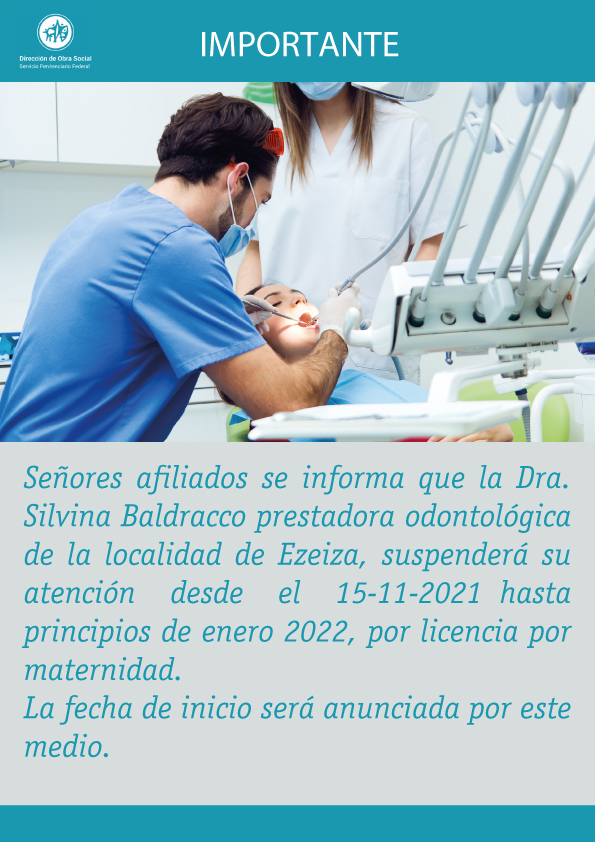 Dirección de Obra Social
Servicio Penitenciario Federal
IMPORTANTE
Señores afiliados se informa que la Dra.
Silvina Baldracco prestadora odontológica
de la localidad de Ezeiza, suspenderá su
atención desde el 15-11-2021 hasta
principios de enero 2022, por licencia por
maternidad.
La fecha de inicio será anunciada por este
medio.